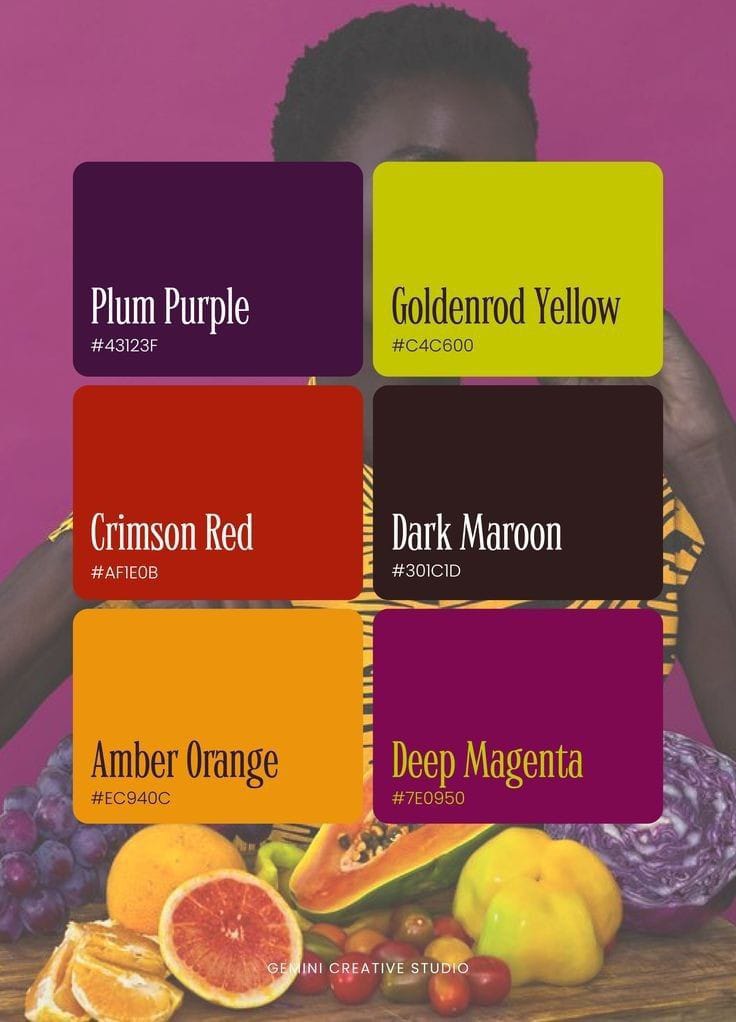 Plum Purple
#43123F
Goldenrod Yellow
#C4C600
Crimson Red
#AF1E0B
Dark Maroon
#301C1D
Amber Orange
#EC940C
Deep Magenta
#7E0950
GEMINI CREATIVE STUDIO